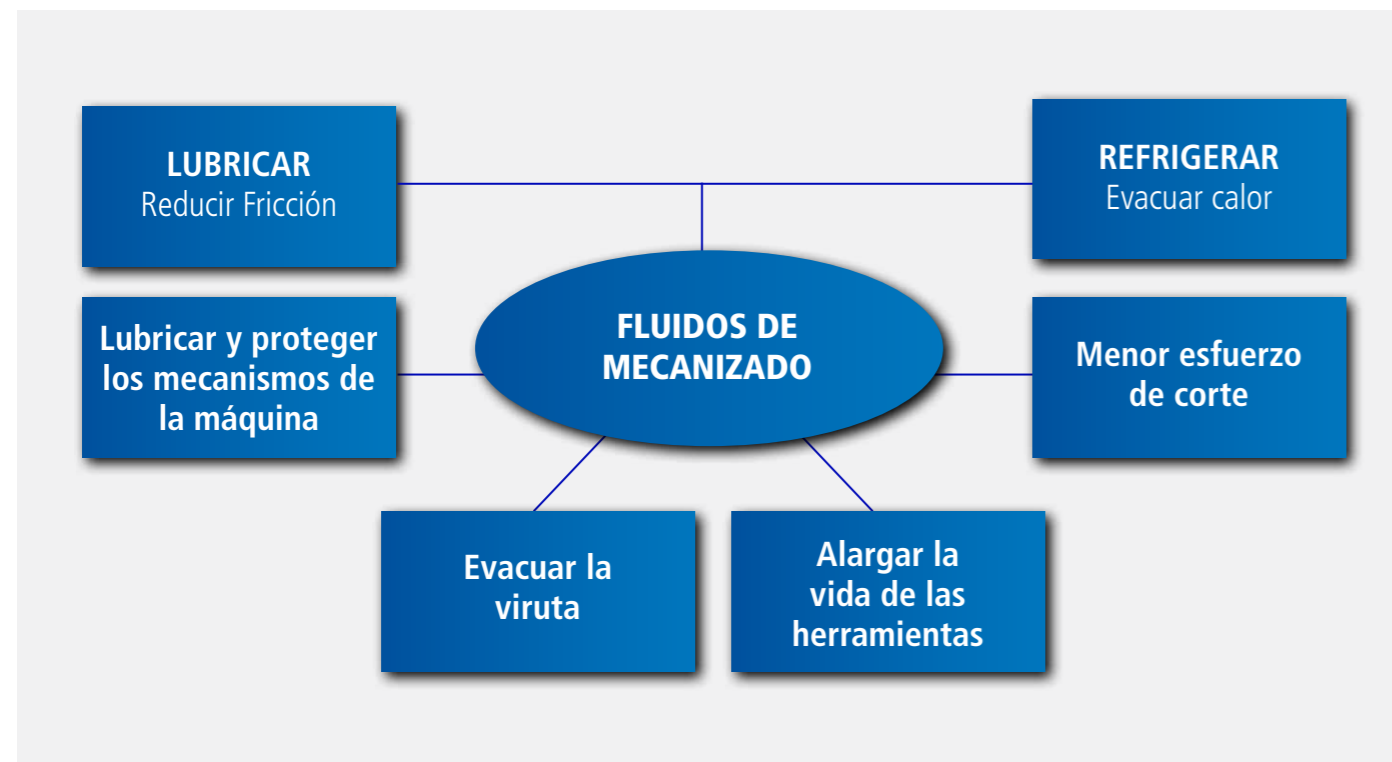 LUBRICAR
Reducir Fricción
REFRIGERAR
Evacuar calor
Lubricar y proteger
los mecanismos de
la máquina
FLUIDOS DE
MECANIZADO
Menor esfuerzo
de corte
Evacuar la
viruta
Alargar la
vida de las
herramientas